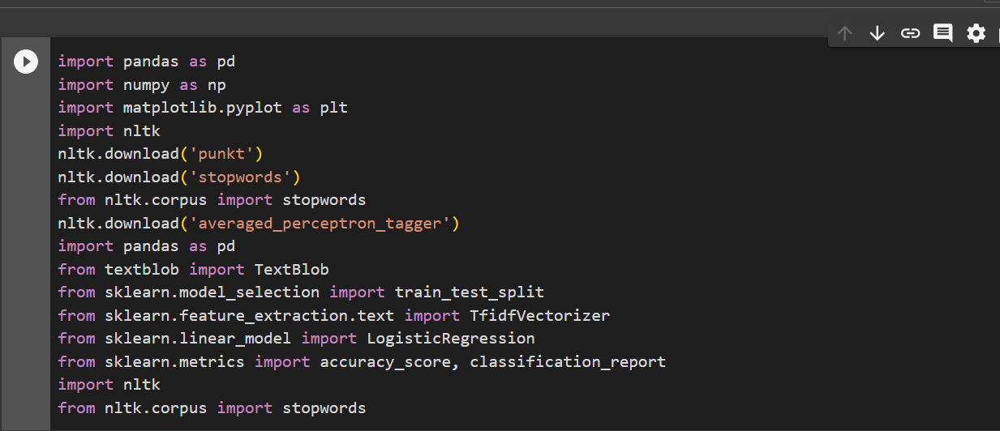 import pandas as pd
import numpy as np
import matplotlib.pyplot as plt
import nltk
nltk.download('punkt')
nltk.download('stopwords')
from nltk.corpus import stopwords
nltk.download('averaged_perceptron_tagger')
import pandas as pd
from textblob import TextBlob
from sklearn.model_selection import train_test_split
from sklearn.feature_extraction.text import TfidfVectorizer
from sklearn.linear_model import LogisticRegression
from sklearn.metrics import accuracy_score, classification_report
import nltk
from nltk.corpus import stopwords